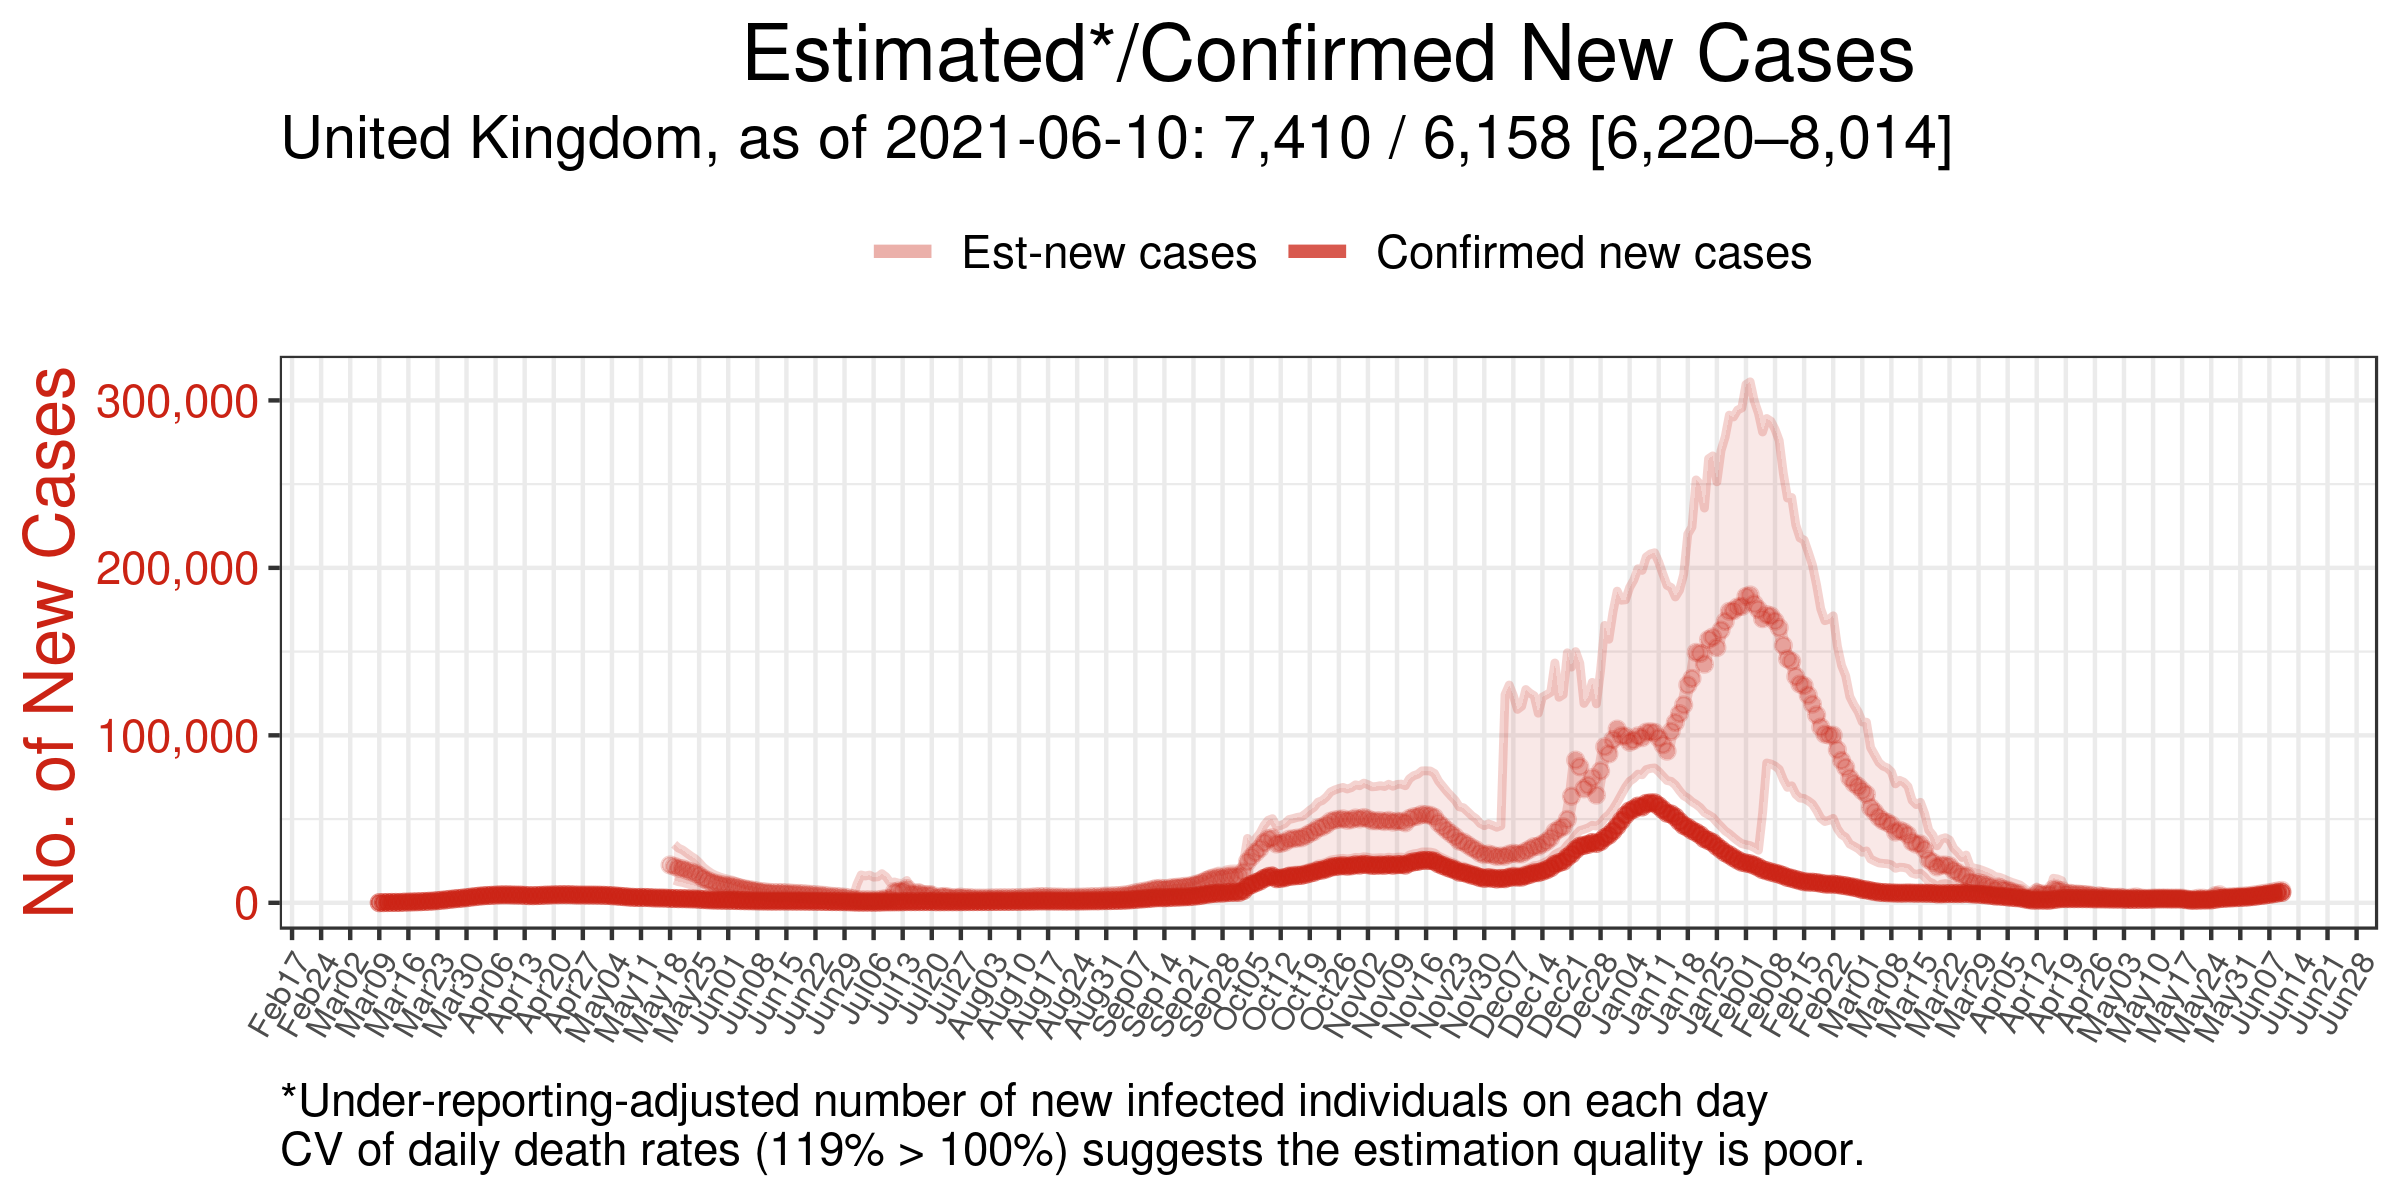 Estimated*/Confirmed New Cases
United Kingdom, as of 2021-06-10: 7,410 / 6,158 [6,220–8,014]
Est-new cases Confirmed new cases
No. of New Cases
300,000
200,000
100,000
0
Feb17 Feb24 Mar02 Mar09 Mar16 Mar23 Mar30 Apr06 Apr13 Apr20 Apr27 May04 May11 May18 May25 Jun01 Jun08 Jun15 Jun22 Jun29 Jul06 Jul13 Jul20 Jul27 Aug03 Aug10 Aug17 Aug24 Aug31 Sep07 Sep14 Sep21 Sep28 Oct05 Oct12 Oct19 Oct26 Nov02 Nov09 Nov16 Nov23 Nov30 Dec07 Dec14 Dec21 Dec28 Jan04 Jan11 Jan18 Jan25 Feb01 Feb08 Feb15 Feb22 Mar01 Mar08 Mar15 Mar22 Mar29 Apr05 Apr12 Apr19 Apr26 May03 May10 May17 May24 May31 Jun07 Jun14 Jun21 Jun28
*Under-reporting-adjusted number of new infected individuals on each day
CV of daily death rates (119% > 100%) suggests the estimation quality is poor.